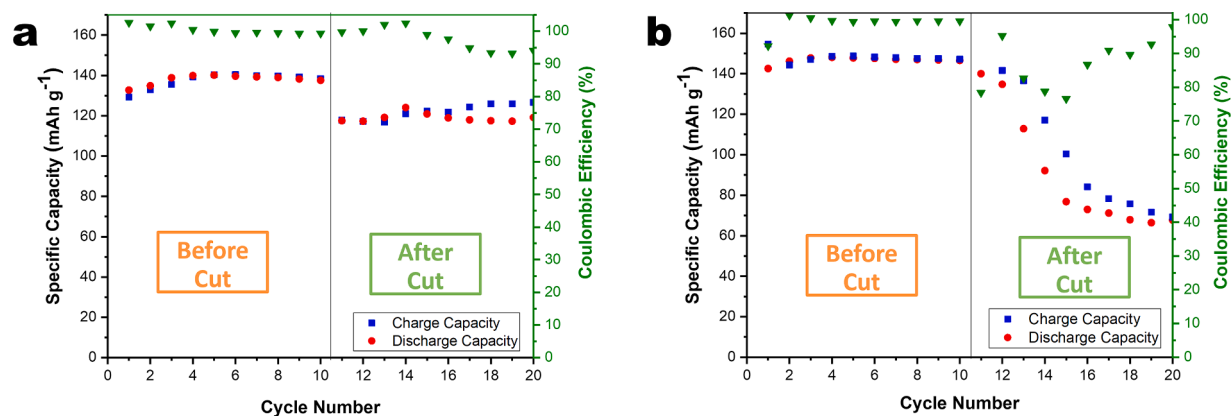 a
Specific Capacity (mAh g-1)
160
140
120
100
80
60
40
20
0
0 2 4 6 8 10 12 14 16 18 20
Cycle Number
Before
Cut
After
Cut
Charge Capacity
Discharge Capacity
100
90
80
70
60
50
40
30
20
10
0
Coulombic Efficiency (%)
b
Specific Capacity (mAh g-1)
160
140
120
100
80
60
40
20
0
0 2 4 6 8 10 12 14 16 18 20
Cycle Number
Before
Cut
After
Cut
Charge Capacity
Discharge Capacity
100
90
80
70
60
50
40
30
20
10
0
Coulombic Efficiency (%)